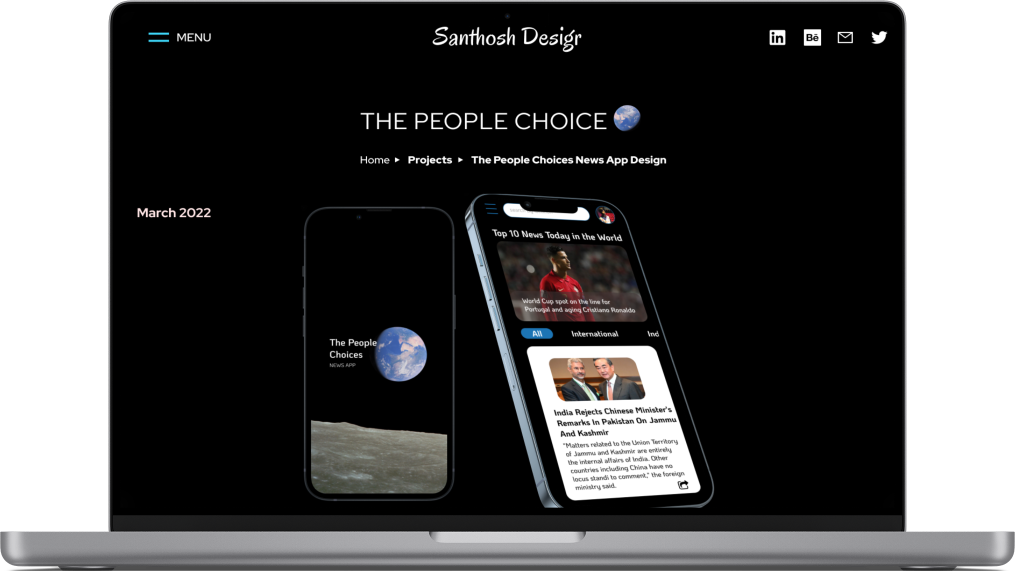 MENU
Santhosh Desigr
in
Bē
THE PEOPLE CHOICE
Home ▸ Projects ▸ The People Choices News App Design
March 2022
The People
Choices
NEWS APP
Top 10 News Today in the World
World Cup spot on the line for
Portugal and aging Cristiano Ronaldo
All International Ind
India Rejects Chinese Minister's
Remarks In Pakistan On Jammu
And Kashmir
"Matters related to the Union Territory
of Jammu and Kashmir are entirely
the internal affairs of India. Other
countries including China have no
locus standi to comment," the foreign
ministry said.